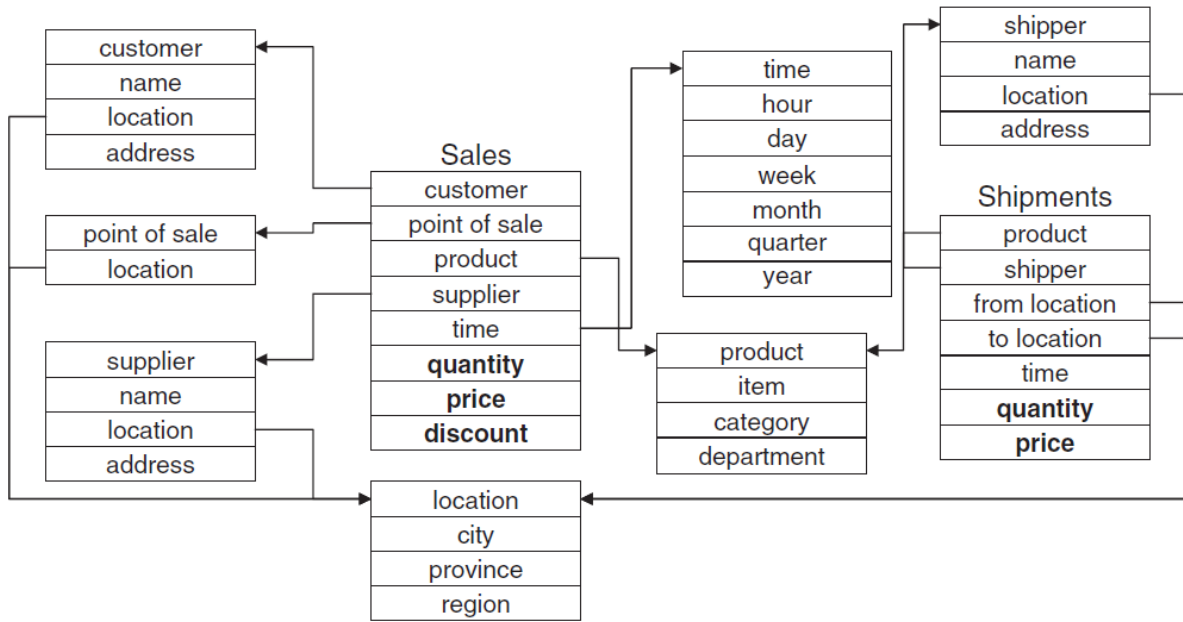 customer
name
location
address
point of sale
location
supplier
name
location
address
Sales
customer
point of sale
product
supplier
time
quantity
price
discount
location
city
province
region
time
hour
day
week
month
quarter
year
product
item
category
department
shipper
name
location
address
Shipments
product
shipper
from location
to location
time
quantity
price